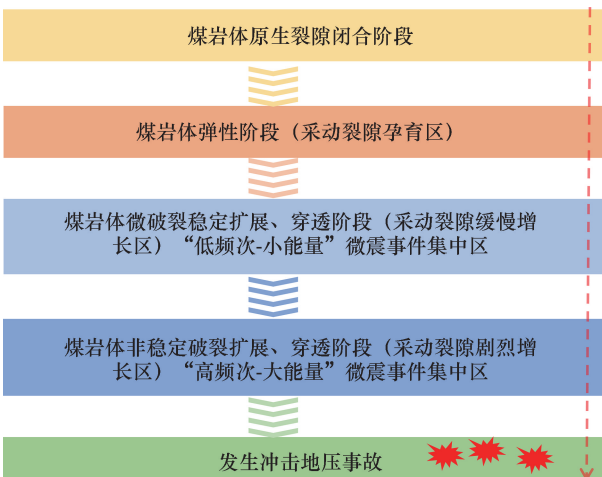 煤岩体原生裂隙闭合阶段
煤岩体弹性阶段（采动裂隙孕育区）
煤岩体微破裂稳定扩展、穿透阶段（采动裂隙缓慢增
长区）“低频次-小能量”微震事件集中区
煤岩体非稳定破裂扩展、穿透阶段（采动裂隙剧烈增
长区）“高频次-大能量”微震事件集中区
发生冲击地压事故